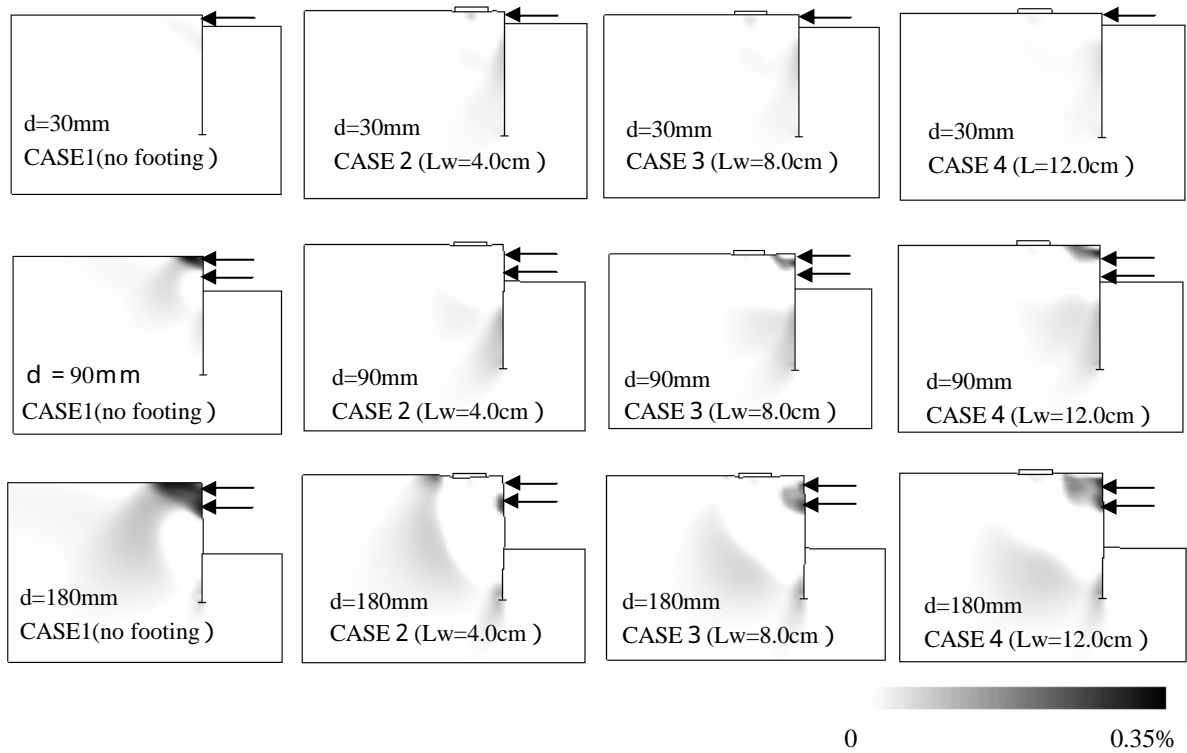 d=30mm
CASE1(no footing )
d=30mm
CASE 2 (Lw=4.0cm )
d=30mm
CASE 3 (Lw=8.0cm )
d=30mm
CASE 4 (L=12.0cm )
d = 90mm
CASE1(no footing )
d=90mm
CASE 2 (Lw=4.0cm )
d=90mm
CASE 3 (Lw=8.0cm )
d=90mm
CASE 4 (Lw=12.0cm )
d=180mm
CASE1(no footing )
d=180mm
CASE 2 (Lw=4.0cm )
d=180mm
CASE 3 (Lw=8.0cm )
d=180mm
CASE 4 (Lw=12.0cm )
0 0.35%